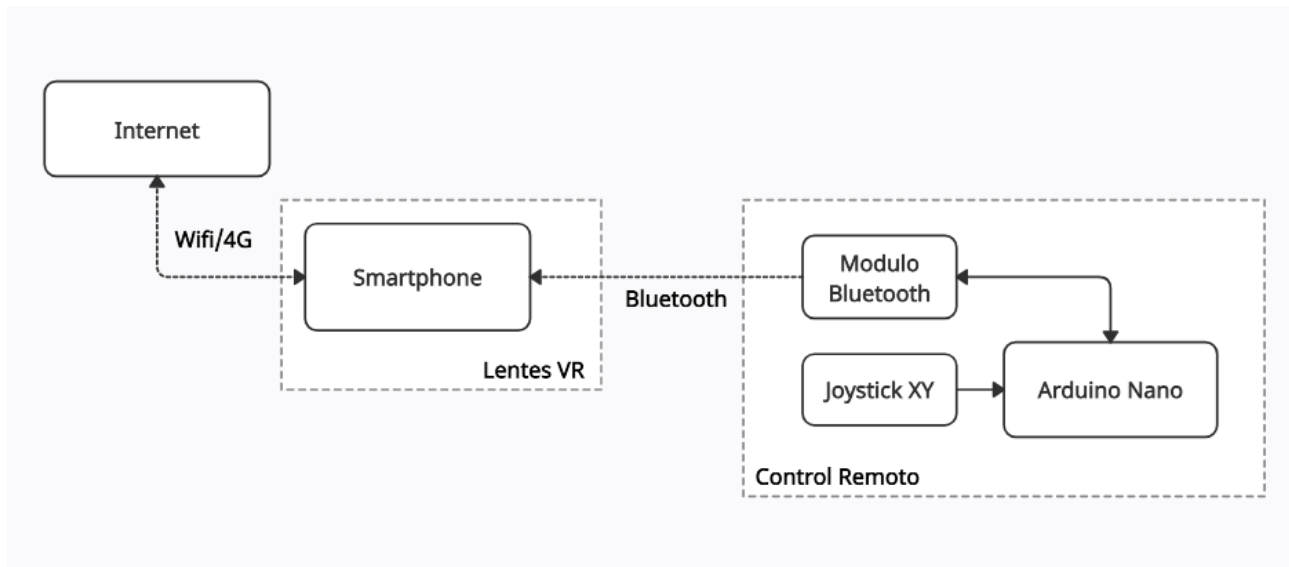 Internet
Wifi/4G
Smartphone
Lentes VR
Bluetooth
Modulo
Bluetooth
Joystick XY
Arduino Nano
Control Remoto